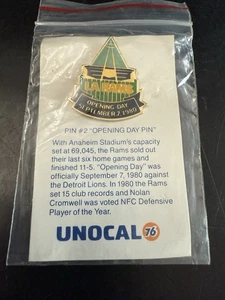 L.A. RAMS
OPENING DAY
SEPTEMBER 7, 1980
PIN #2 "OPENING DAY PIN"
With Anaheim Stadium's capacity
set at 69,045, the Rams sold out
their last six home games and
finished 11-5. "Opening Day" was
officially September 7, 1980 against
the Detroit Lions. In 1980 the Rams
set 15 club records and Nolan
Cromwell was voted NFC Defensive
Player of the Year.
UNOCAL 76